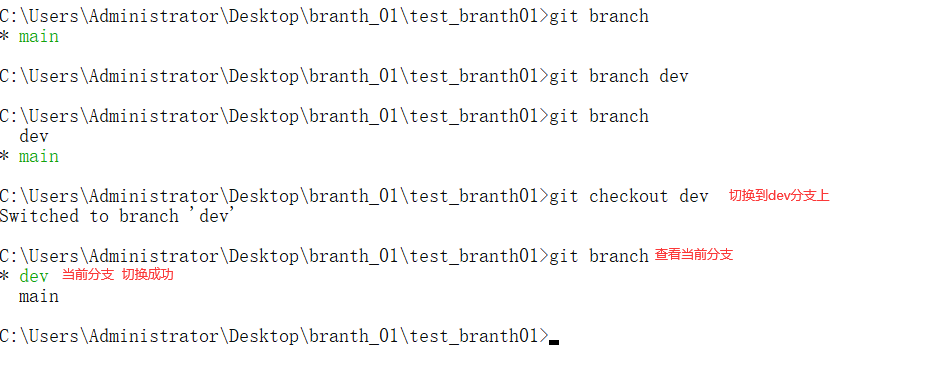 C:\Users\Administrator\Desktop\branth_01\test_branth01>git branch
* main
C:\Users\Administrator\Desktop\branth_01\test_branth01>git branch dev
C:\Users\Administrator\Desktop\branth_01\test_branth01>git branch
dev
* main
C:\Users\Administrator\Desktop\branth_01\test_branth01>git checkout dev 切换到dev分支上
Switched to branch 'dev'
C:\Users\Administrator\Desktop\branth_01\test_branth01>git branch 查看当前分支
* dev 当前分支 切换成功
main
C:\Users\Administrator\Desktop\branth_01\test_branth01>